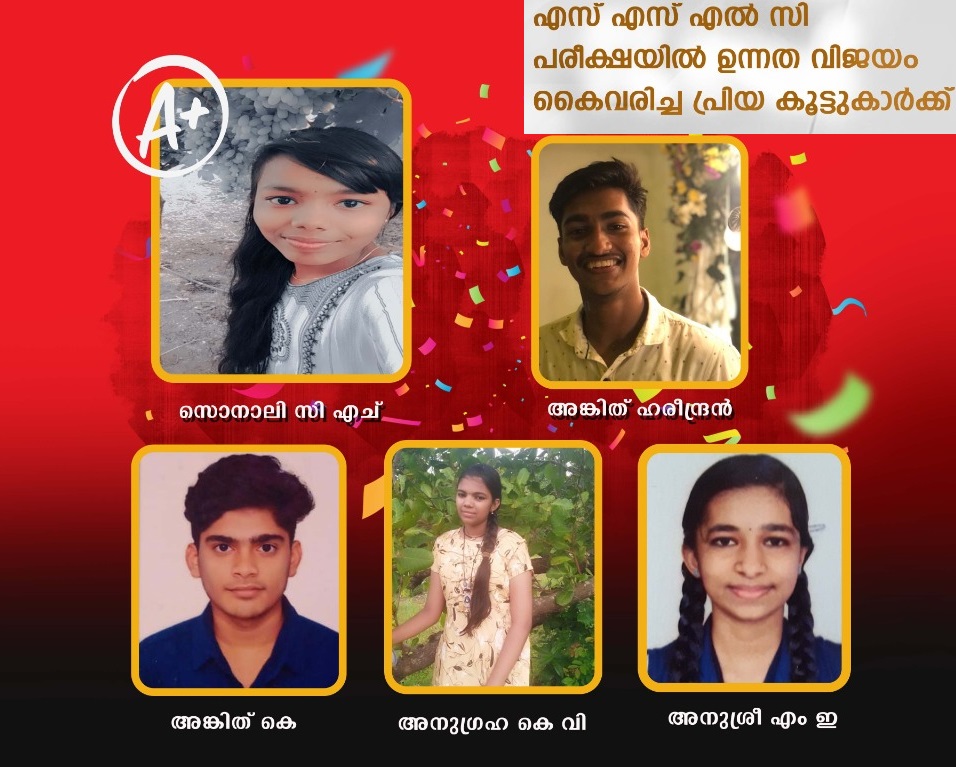 എസ് എസ് എൽ സി
പരീക്ഷയിൽ ഉന്നത വിജയം
കൈവരിച്ച പ്രിയ കൂട്ടുകാർക്ക്
A+
സൊനാലി സി എച്ച്
അങ്കിത് ഹരീന്ദ്രൻ
അങ്കിത് കെ
അനുഗ്രഹ കെ വി
അനുശ്രീ എം ഇ